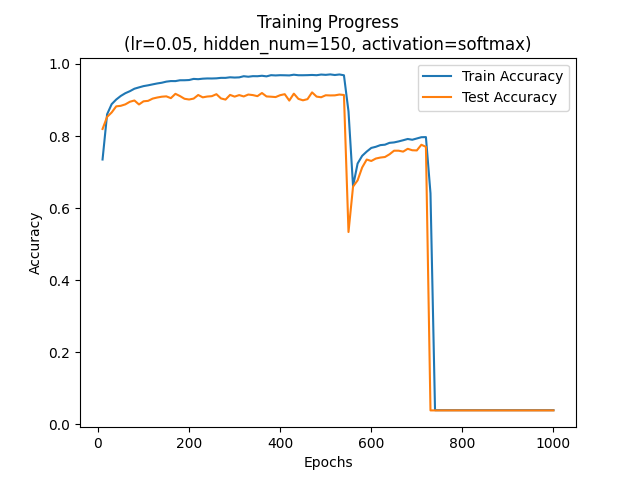 Training Progress
(lr=0.05, hidden_num=150, activation=softmax)
Train Accuracy
Test Accuracy
Accuracy
1.0
0.8
0.6
0.4
0.2
0.0
0 200 400 600 800 1000
Epochs